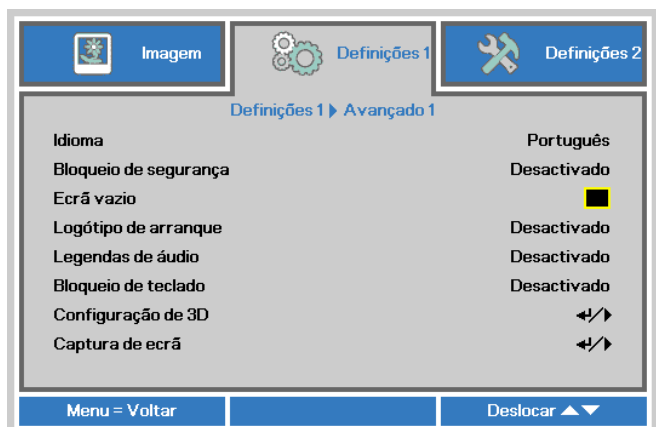 Imagem
Definições 1
Definições 2
Definições 1 Avançado 1
Idioma Português
Bloqueio de segurança Desactivado
Ecrã vazio
Logótipo de arranque Desactivado
Legendas de áudio Desactivado
Bloqueio de teclado Desactivado
Configuração de 3D ↵/▶
Captura de ecrã ↵/▶
Menu = Voltar
Deslocar ▲▼